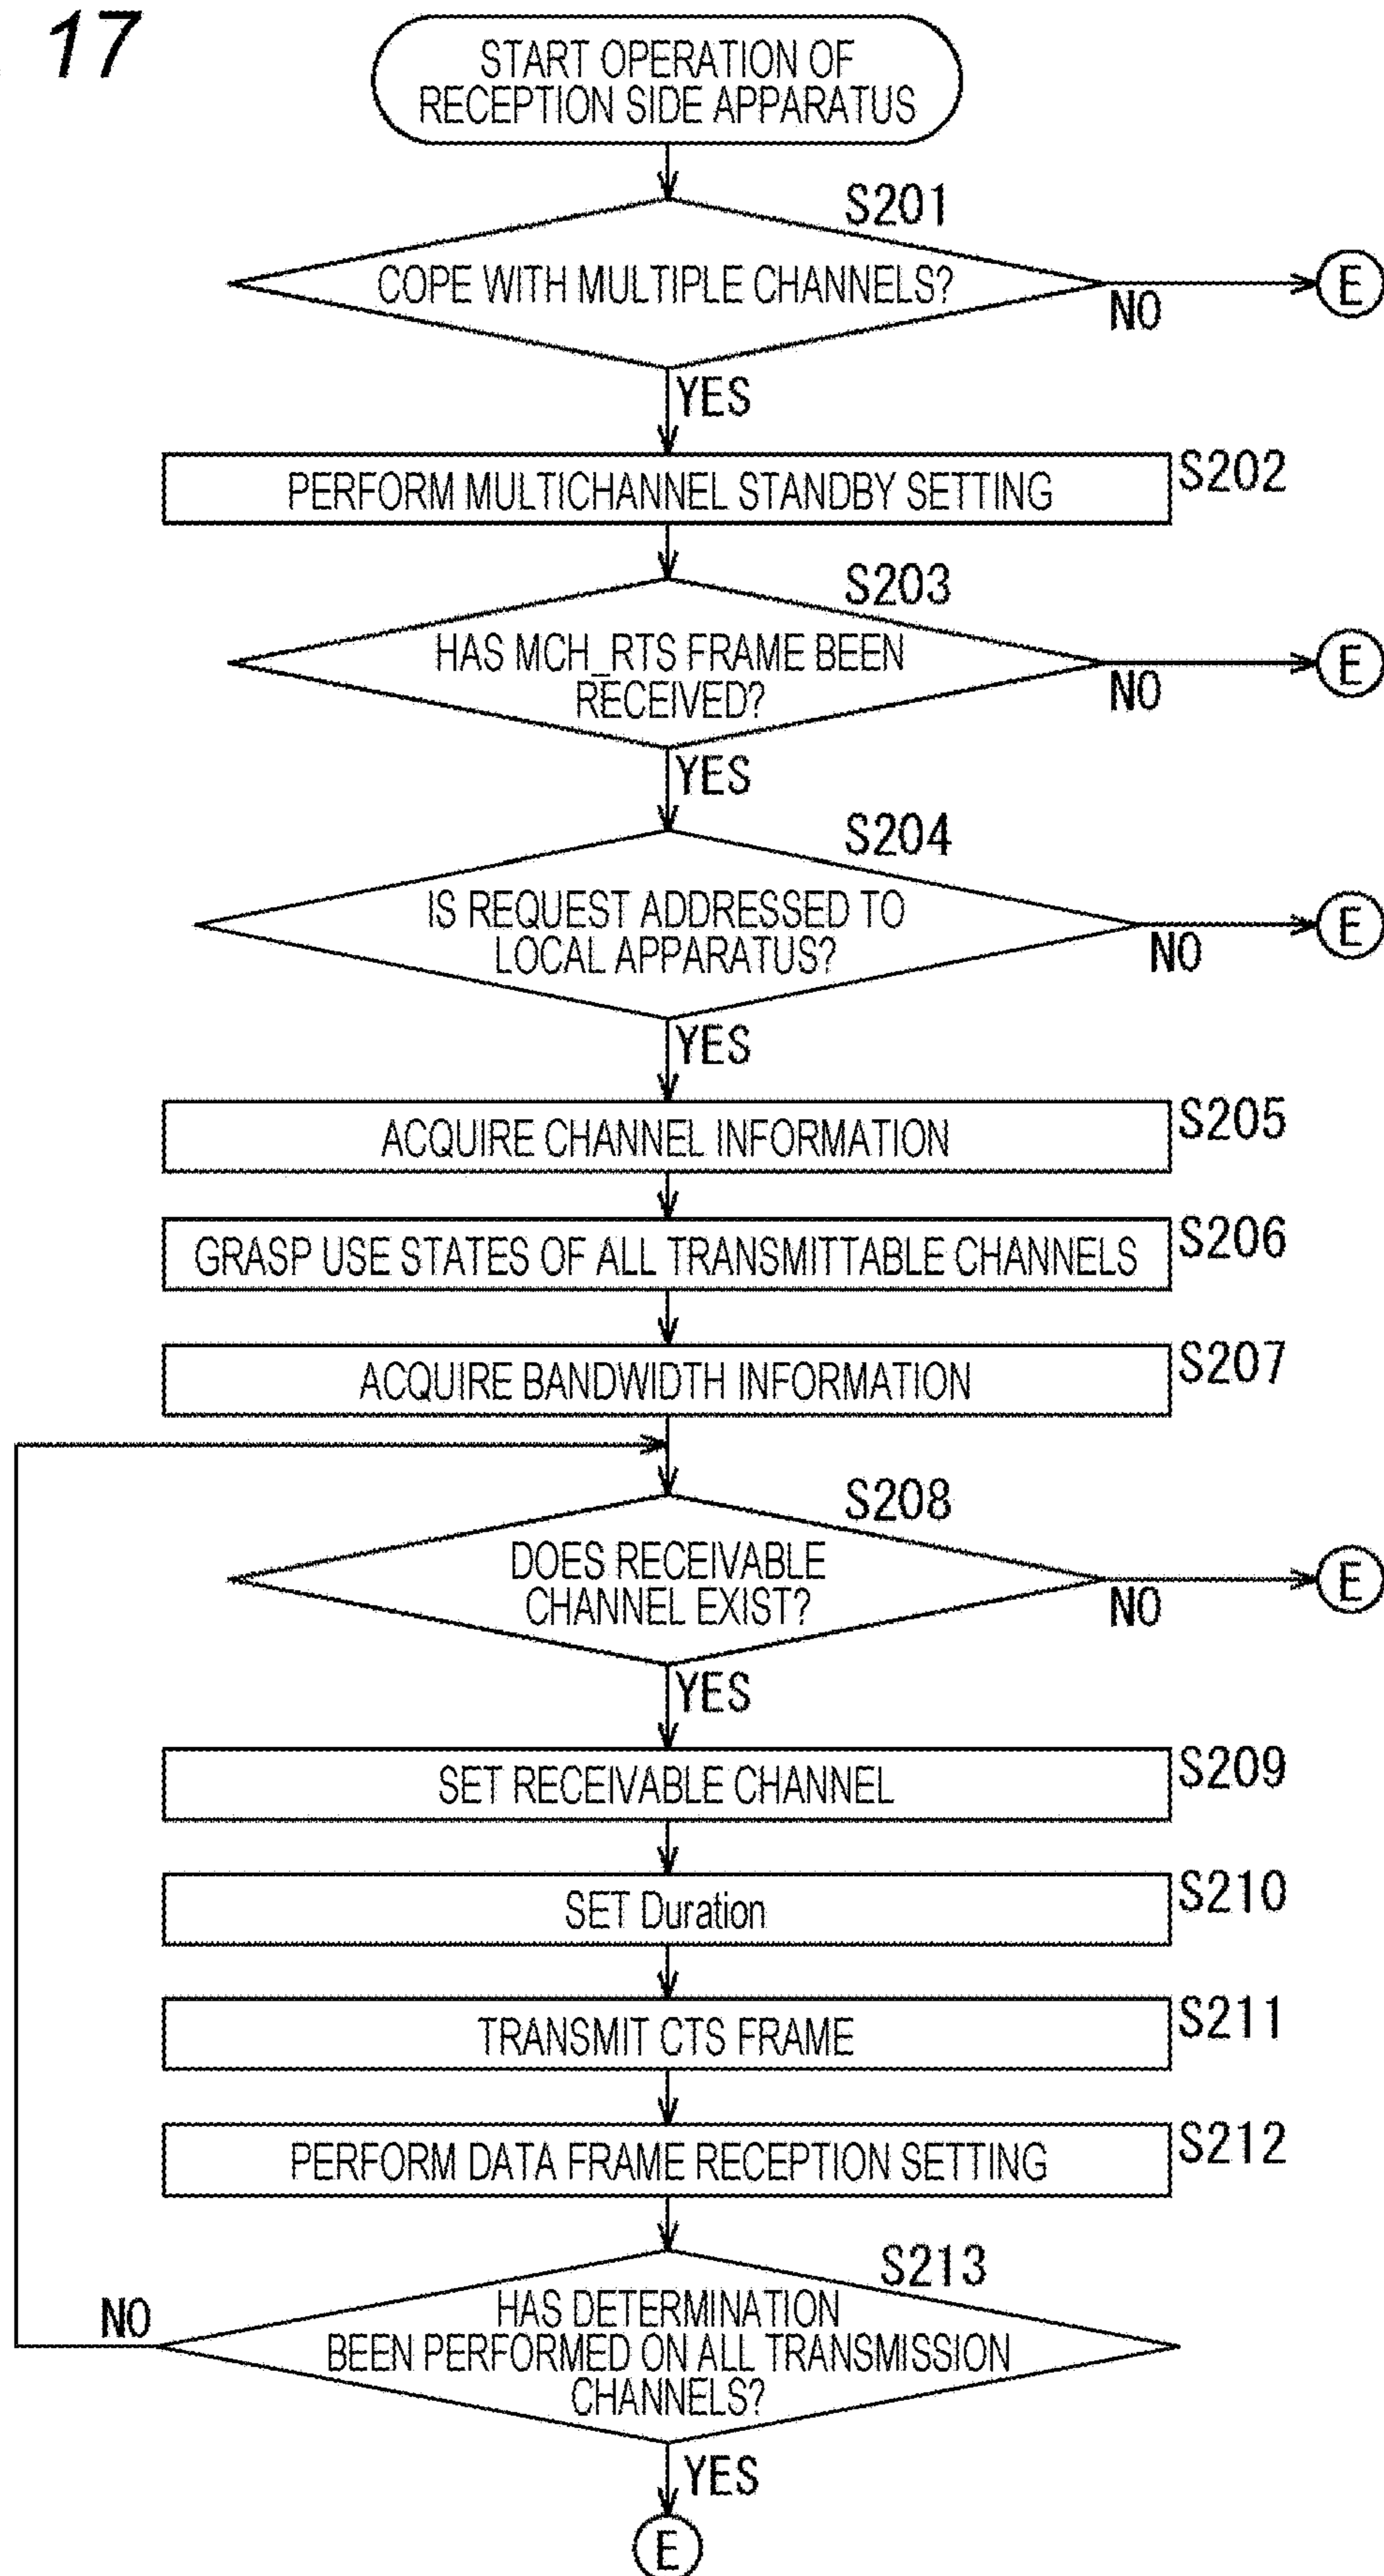 17
START OPERATION OF
RECEPTION SIDE APPARATUS
S201
COPE WITH MULTIPLE CHANNELS?
NO
E
YES
PERFORM MULTICHANNEL STANDBY SETTING
S202
S203
HAS MCH_RTS FRAME BEEN
RECEIVED?
NO
E
YES
S204
IS REQUEST ADDRESSED TO
LOCAL APPARATUS?
NO
E
YES
ACQUIRE CHANNEL INFORMATION
S205
GRASP USE STATES OF ALL TRANSMITTABLE CHANNELS
S206
ACQUIRE BANDWIDTH INFORMATION
S207
S208
DOES RECEIVABLE
CHANNEL EXIST?
NO
E
YES
SET RECEIVABLE CHANNEL
S209
SET Duration
S210
TRANSMIT CTS FRAME
S211
PERFORM DATA FRAME RECEPTION SETTING
S212
S213
NO
HAS DETERMINATION
BEEN PERFORMED ON ALL TRANSMISSION
CHANNELS?
YES
E